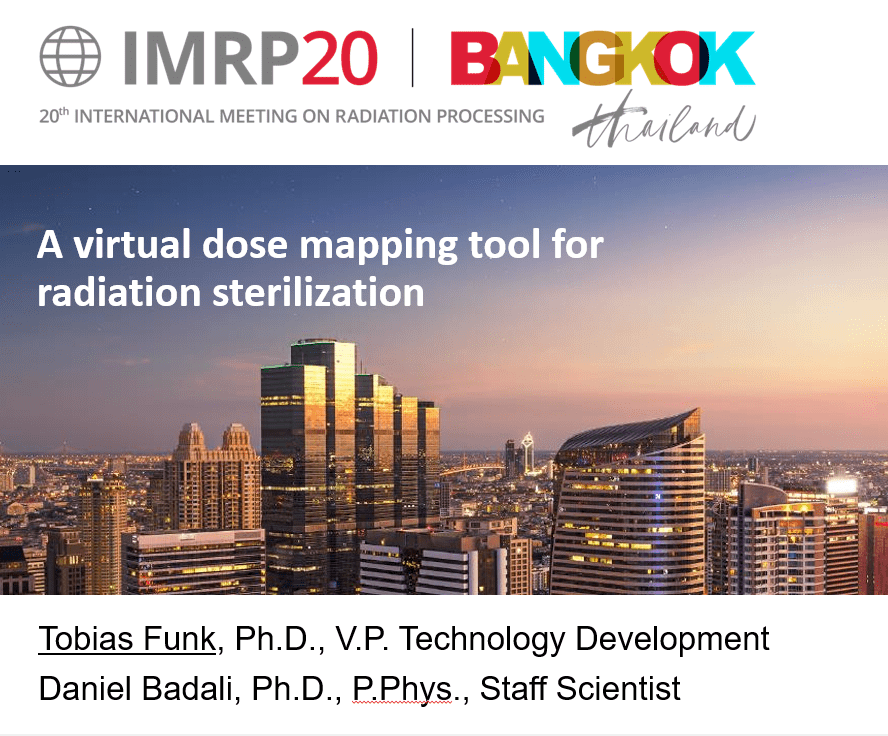 IMRP20 | BANGKOK
20th INTERNATIONAL MEETING ON RADIATION PROCESSING
thailand
A virtual dose mapping tool for
radiation sterilization
Tobias Funk, Ph.D., V.P. Technology Development
Daniel Badali, Ph.D., P.Phys., Staff Scientist